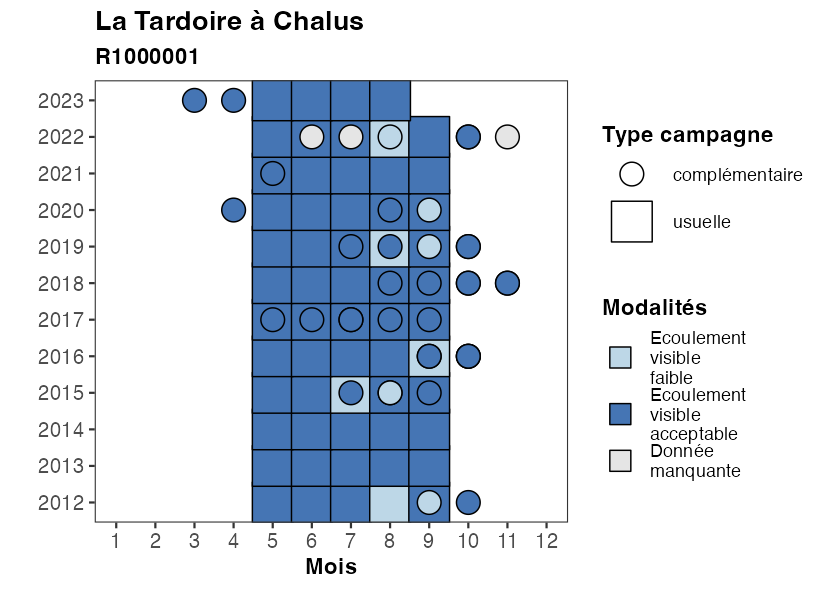 La Tardoire à Chalus
R1000001
2023
2022
2021
2020
2019
2018
2017
2016
2015
2014
2013
2012
1 2 3 4 5 6 7 8 9 10 11 12
Mois
Type campagne
complémentaire
usuelle
Modalités
Ecoulement
visible
faible
Ecoulement
visible
acceptable
Donnée
manquante